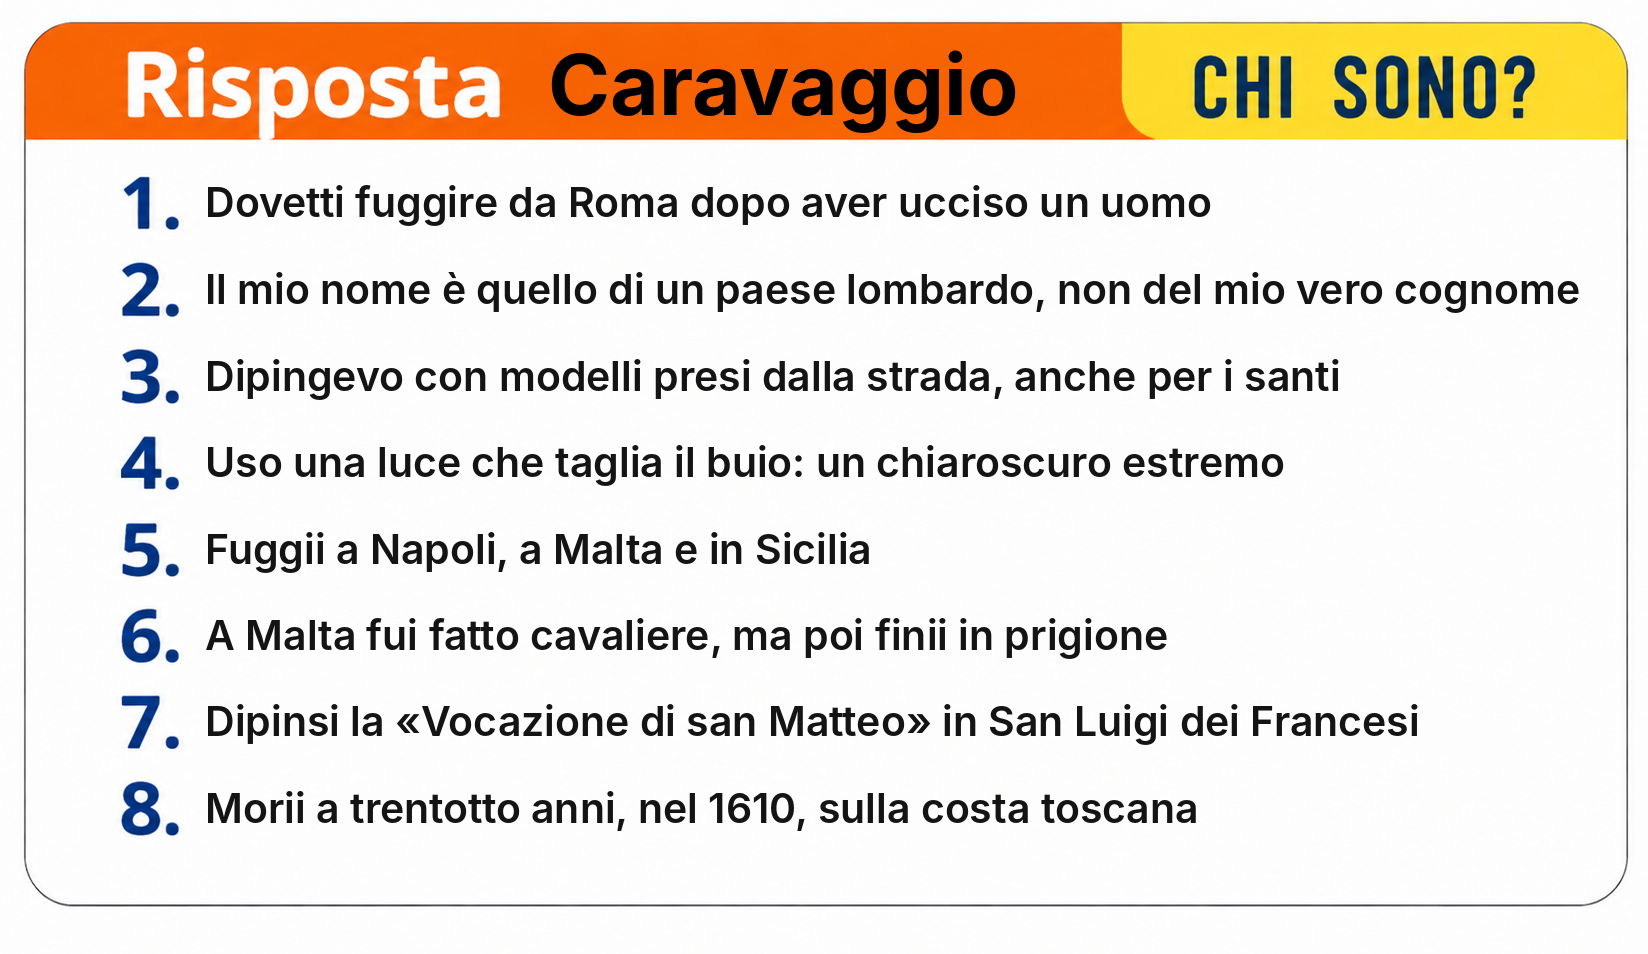 Risposta Caravaggio CHI SONO?
1. Dovetti fuggire da Roma dopo aver ucciso un uomo
2. Il mio nome è quello di un paese lombardo, non del mio vero cognome
3. Dipingevo con modelli presi dalla strada, anche per i santi
4. Uso una luce che taglia il buio: un chiaroscuro estremo
5. Fuggii a Napoli, a Malta e in Sicilia
6. A Malta fui fatto cavaliere, ma poi finii in prigione
7. Dipinsi la «Vocazione di san Matteo» in San Luigi dei Francesi
8. Morii a trentotto anni, nel 1610, sulla costa toscana